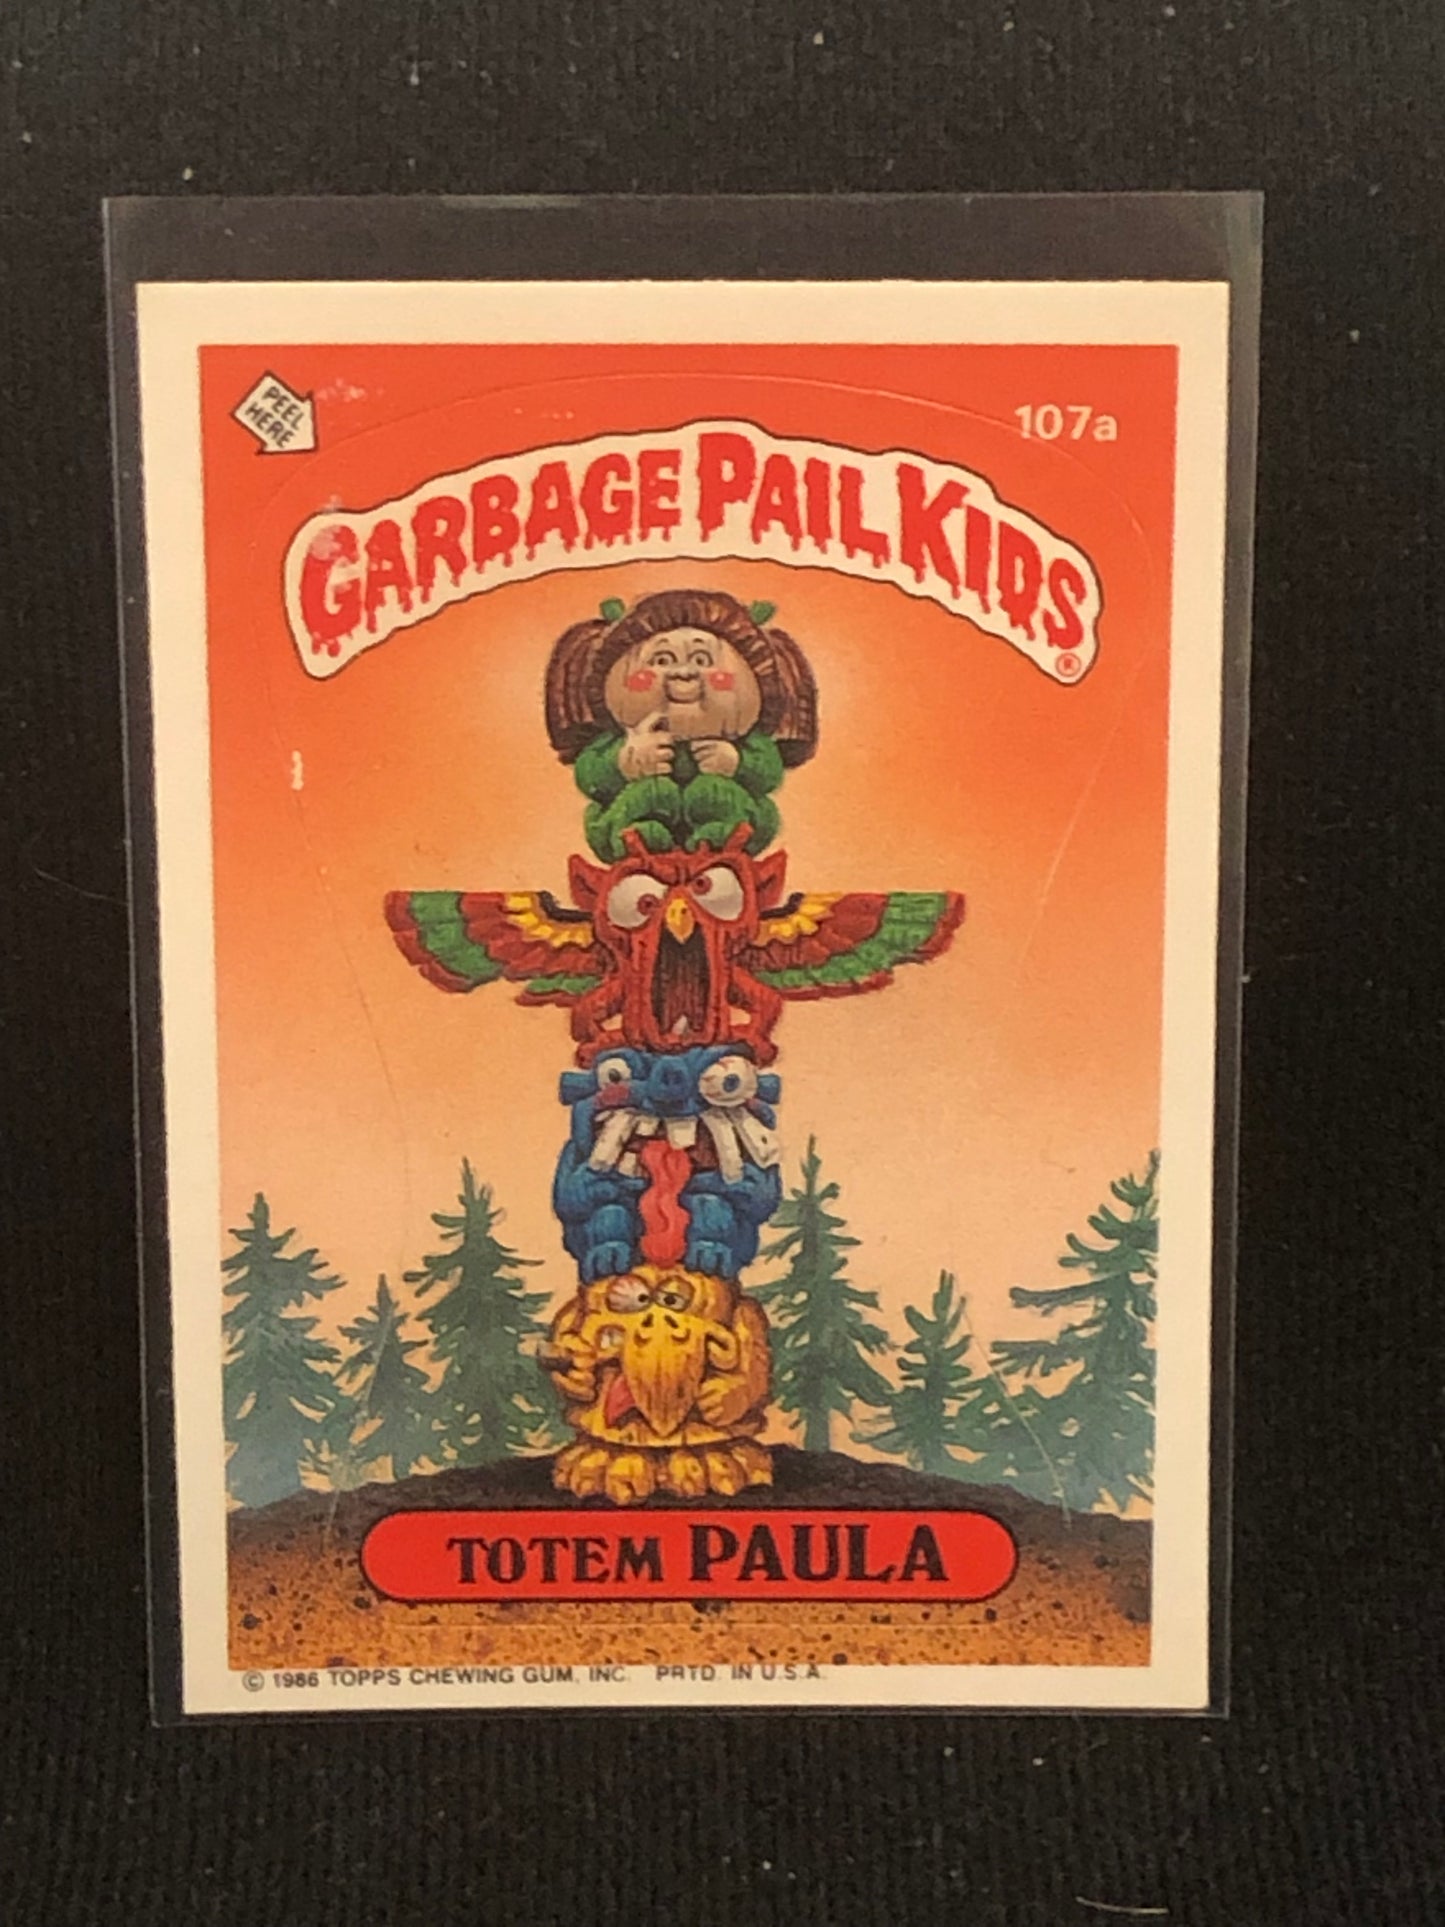 PEEL
HERE
107a
GARBAGE PAIL KIDS
®
TOTEM PAULA
© 1986 TOPPS CHEWING GUM, INC. PRTD. IN U.S.A.